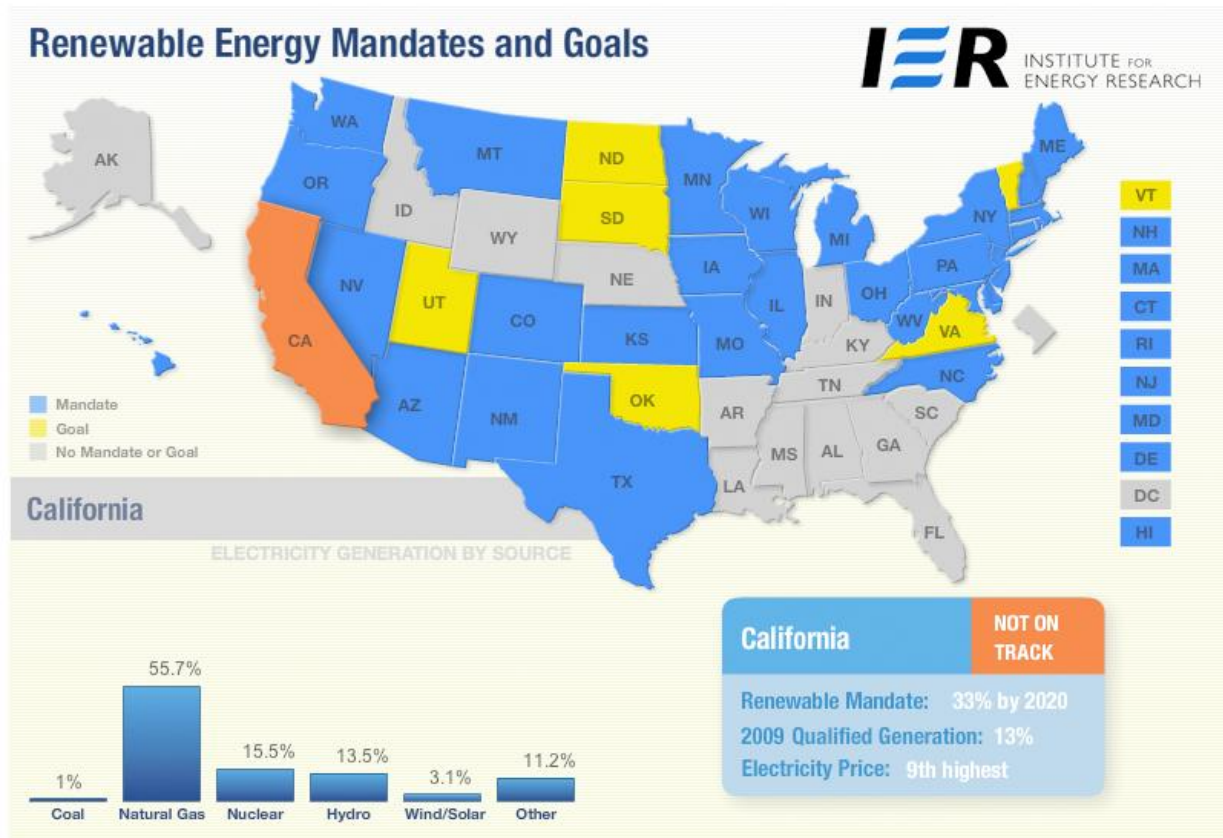 Renewable Energy Mandates and Goals
IER INSTITUTE FOR
ENERGY RESEARCH
AK
WA
MT
ND
MN
ME
OR
ID
SD
WI
NY
WY
MI
NV
UT
NE
IA
PA
CA
CO
IL
IN
OH
WV
VA
KS
MO
KY
AZ
NM
OK
AR
TN
NC
SC
MS
AL
GA
TX
LA
FL
VT
NH
MA
CT
RI
NJ
MD
DE
DC
HI
Mandate
Goal
No Mandate or Goal
California
ELECTRICITY GENERATION BY SOURCE
1%
55.7%
15.5%
13.5%
3.1%
11.2%
Coal
Natural Gas
Nuclear
Hydro
Wind/Solar
Other
California
NOT ON
TRACK
Renewable Mandate: 33% by 2020
2009 Qualified Generation: 13%
Electricity Price: 9th highest